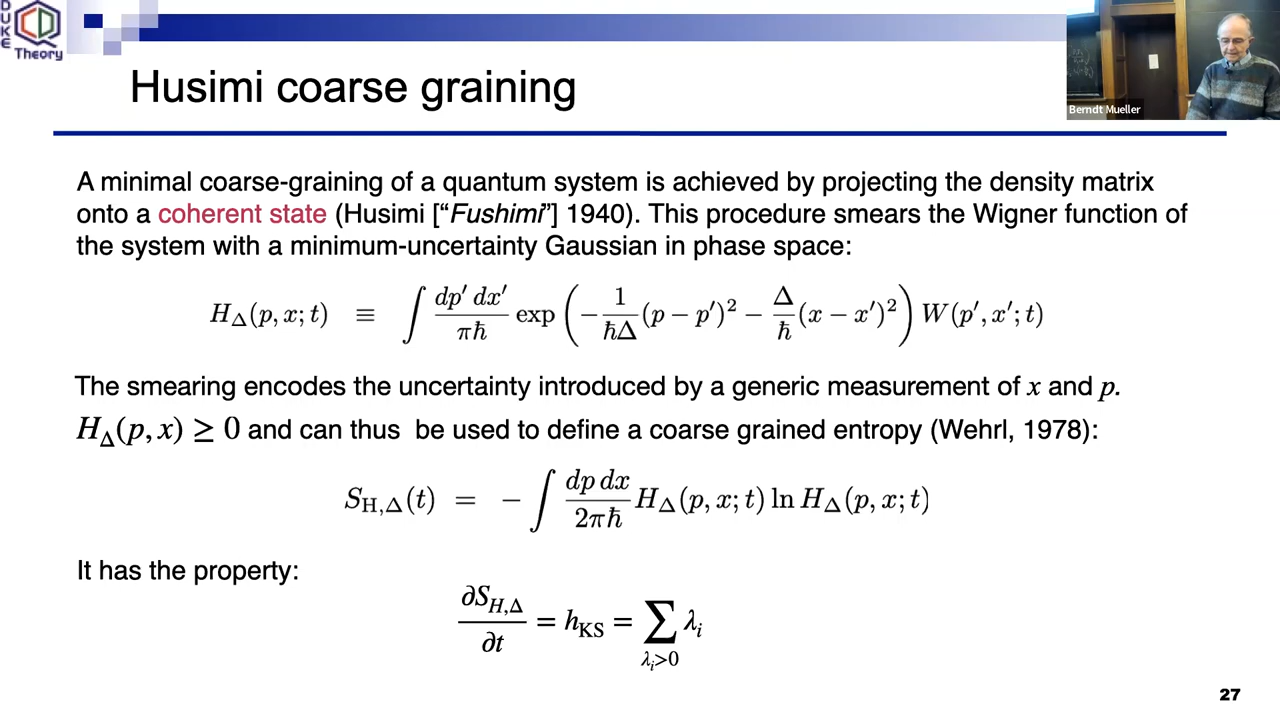 DUKE
QCD
Theory
Berndt Mueller
Husimi coarse graining
A minimal coarse-graining of a quantum system is achieved by projecting the density matrix
onto a coherent state (Husimi [“Fushimi”] 1940). This procedure smears the Wigner function of
the system with a minimum-uncertainty Gaussian in phase space:
H_Δ(p, x; t) ≡ ∫ dp′ dx′/πℏ exp(−1/ℏΔ (p − p′)² − Δ/ℏ (x − x′)²) W(p′, x′; t)
The smearing encodes the uncertainty introduced by a generic measurement of x and p.
H_Δ(p, x) ≥ 0 and can thus be used to define a coarse grained entropy (Wehrl, 1978):
S_H,Δ(t) = − ∫ dp dx/2πℏ H_Δ(p, x; t) ln H_Δ(p, x; t)
It has the property:
∂S_H,Δ/∂t = h_KS = ∑_λᵢ>0 λᵢ
27